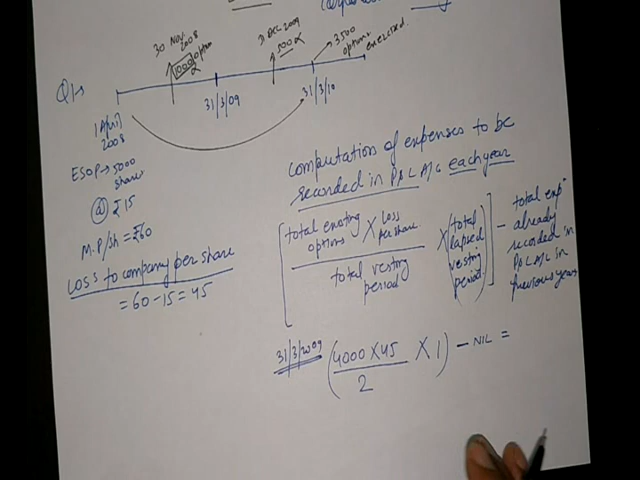 Q1→
30 Nov 2008
1000 option
31 Dec 2009
500
3500
options
exercised.
1 April
2008
31/3/09
31/3/10
ESOP→5000
shares
@ ₹15
M.P/sh = ₹60
LOSS to company per share
= 60-15 = 45
computation of expenses to be
recorded in P&L A/c each year
total existing options X Loss per share
total vesting period
X (total lapsed vesting period)
- total exp already recorded in P&L A/C in previous years
31/3/2009 (4000 X 45 X 1) - NIL =
2